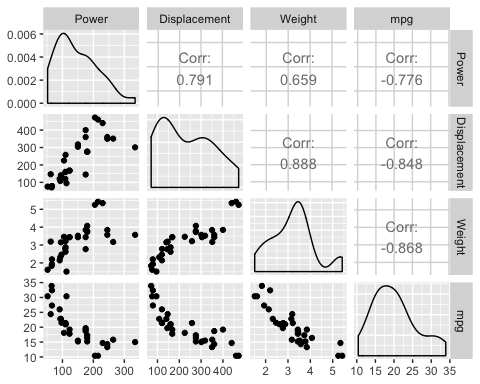 Power Displacement Weight mpg
0.006
0.004
0.002
0.000
Corr:
0.791
Corr:
0.659
Corr:
-0.776
Power
400
300
200
100
Corr:
0.888
Corr:
-0.848
Displacement
5
4
3
2
Corr:
-0.868
Weight
35
30
25
20
15
10
mpg
100 200 300 100 200 300 400 2 3 4 5 10 15 20 25 30 35